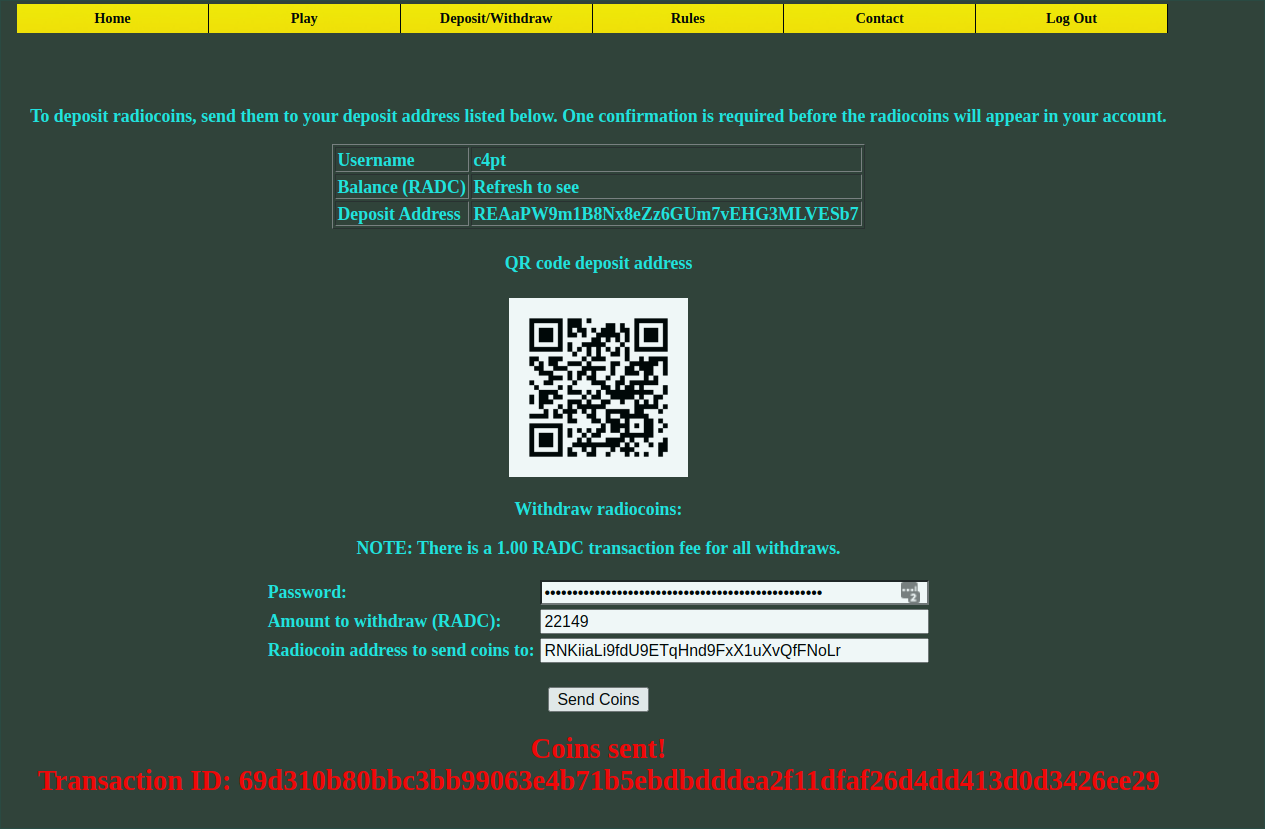 Home Play Deposit/Withdraw Rules Contact Log Out
To deposit radiocoins, send them to your deposit address listed below. One confirmation is required before the radiocoins will appear in your account.
Username c4pt
Balance (RADC) Refresh to see
Deposit Address REAaPW9m1B8Nx8eZz6GUm7vEHG3MLVESb7
QR code deposit address
Withdraw radiocoins:
NOTE: There is a 1.00 RADC transaction fee for all withdraws.
Password: ••••••••••••••••••••••••••••••••••••••••••••••••••
Amount to withdraw (RADC): 22149
Radiocoin address to send coins to: RNKiiaLi9fdU9ETqHnd9FxX1uXvQfFNoLr
Send Coins
Coins sent!
Transaction ID: 69d310b80bbc3bb99063e4b71b5ebdbdddea2f11dfaf26d4dd413d0d3426ee29